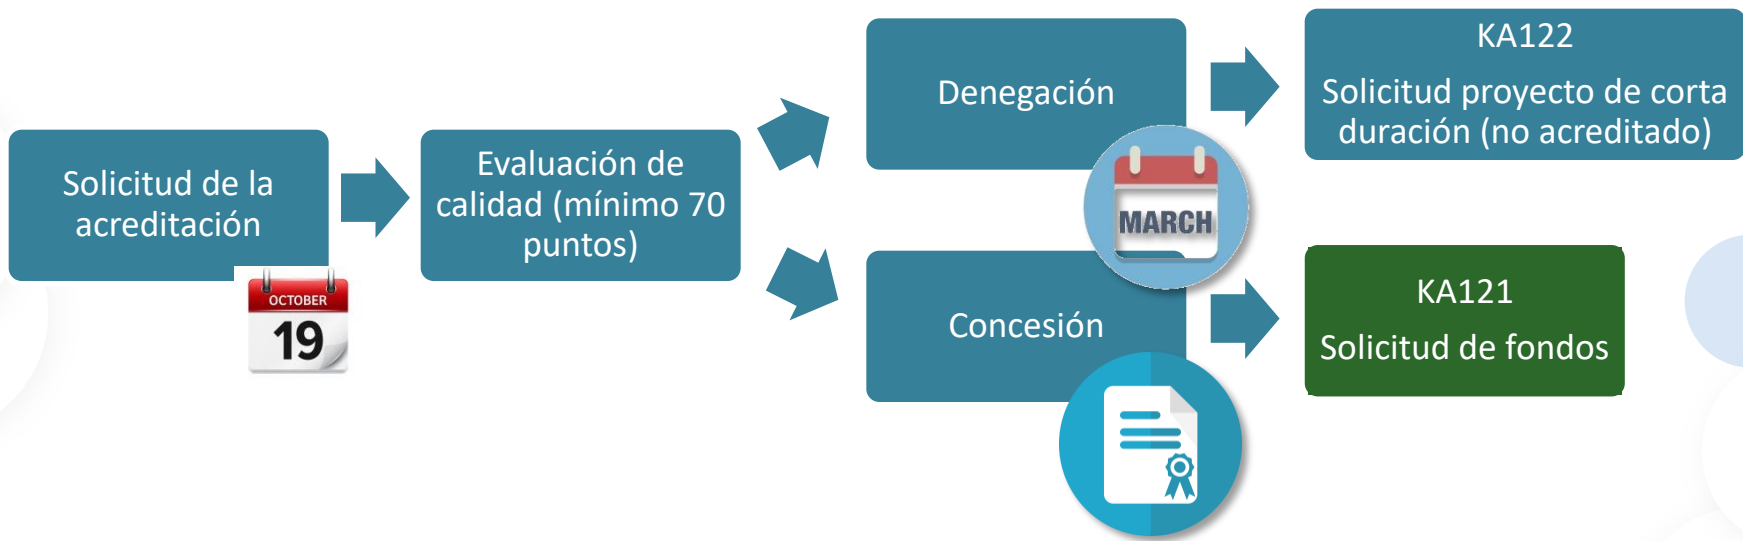 Solicitud de la
acreditación
OCTOBER
19
Evaluación de
calidad (mínimo 70
puntos)
Denegación
MARCH
KA122
Solicitud proyecto de corta
duración (no acreditado)
Concesión
KA121
Solicitud de fondos